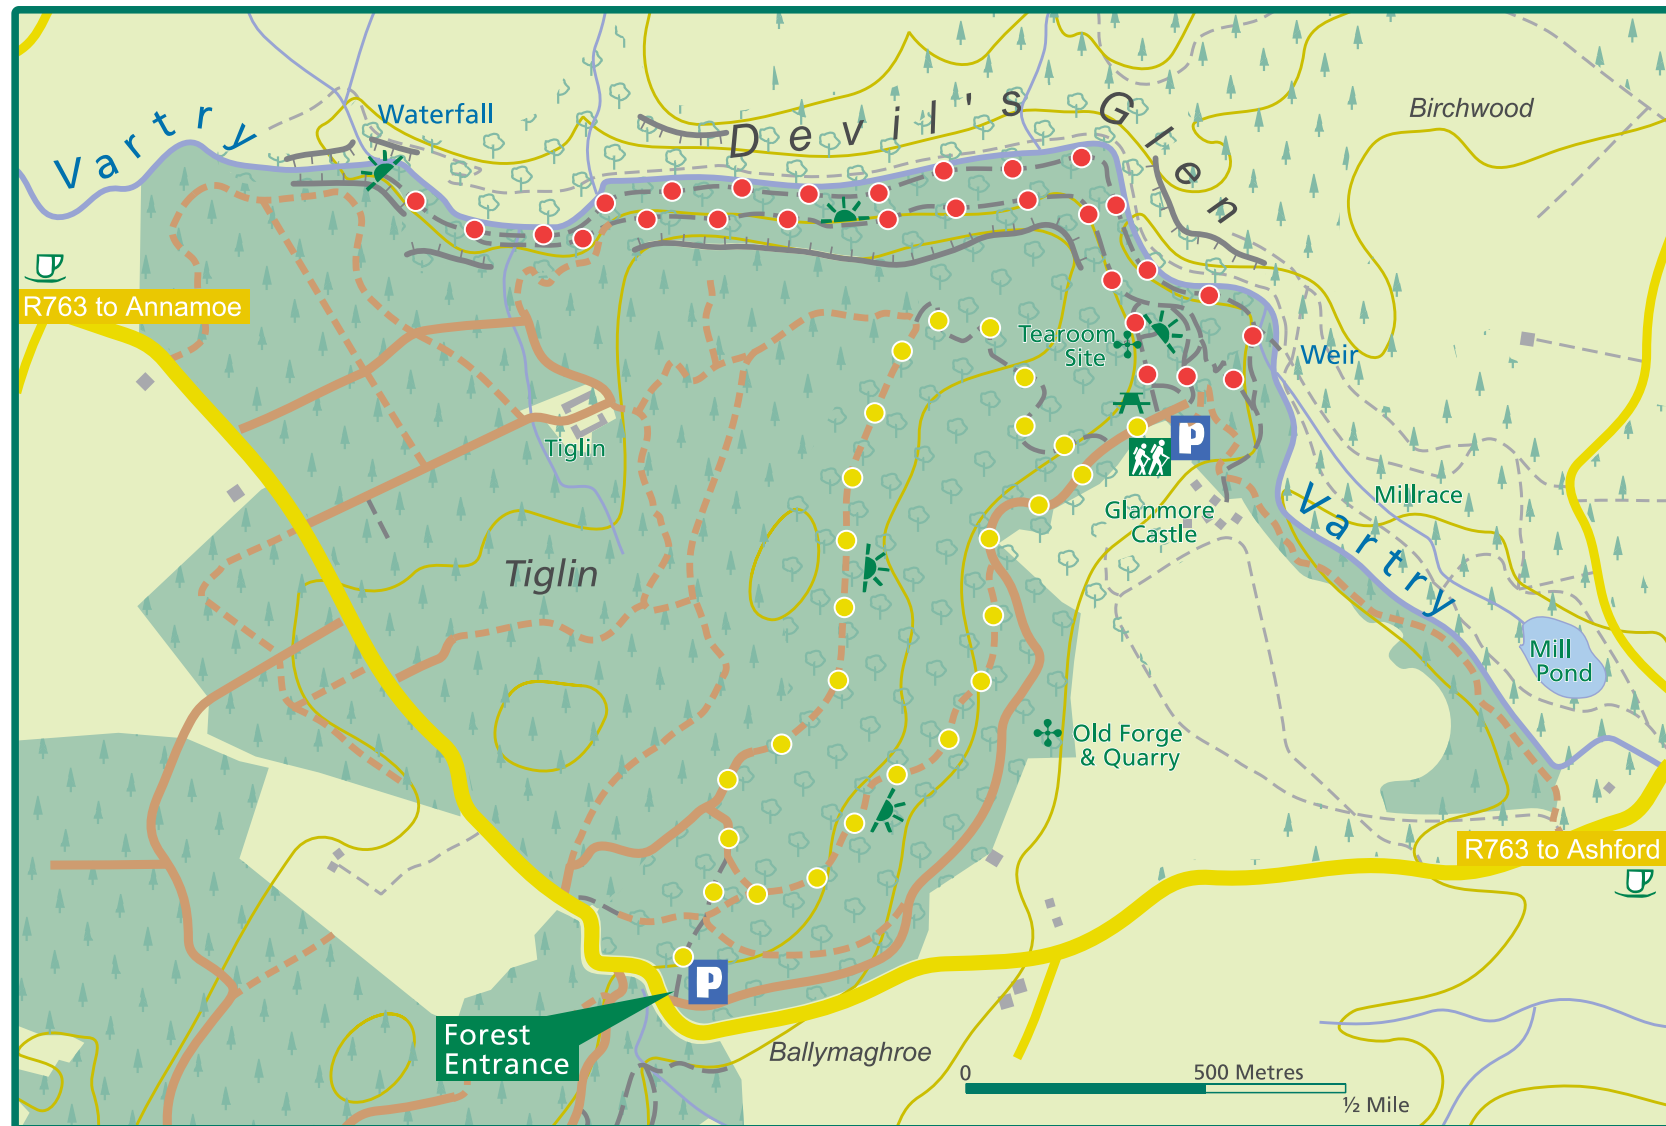 Vartry
Waterfall
Devil's Glen
Birchwood
R763 to Annamoe
Tearoom
Site
Weir
Tiglin
P
Millrace
Glanmore
Castle
Vartry
Tiglin
Mill
Pond
Old Forge
& Quarry
R763 to Ashford
P
Forest
Entrance
Ballymaghroe
0
500 Metres
½ Mile